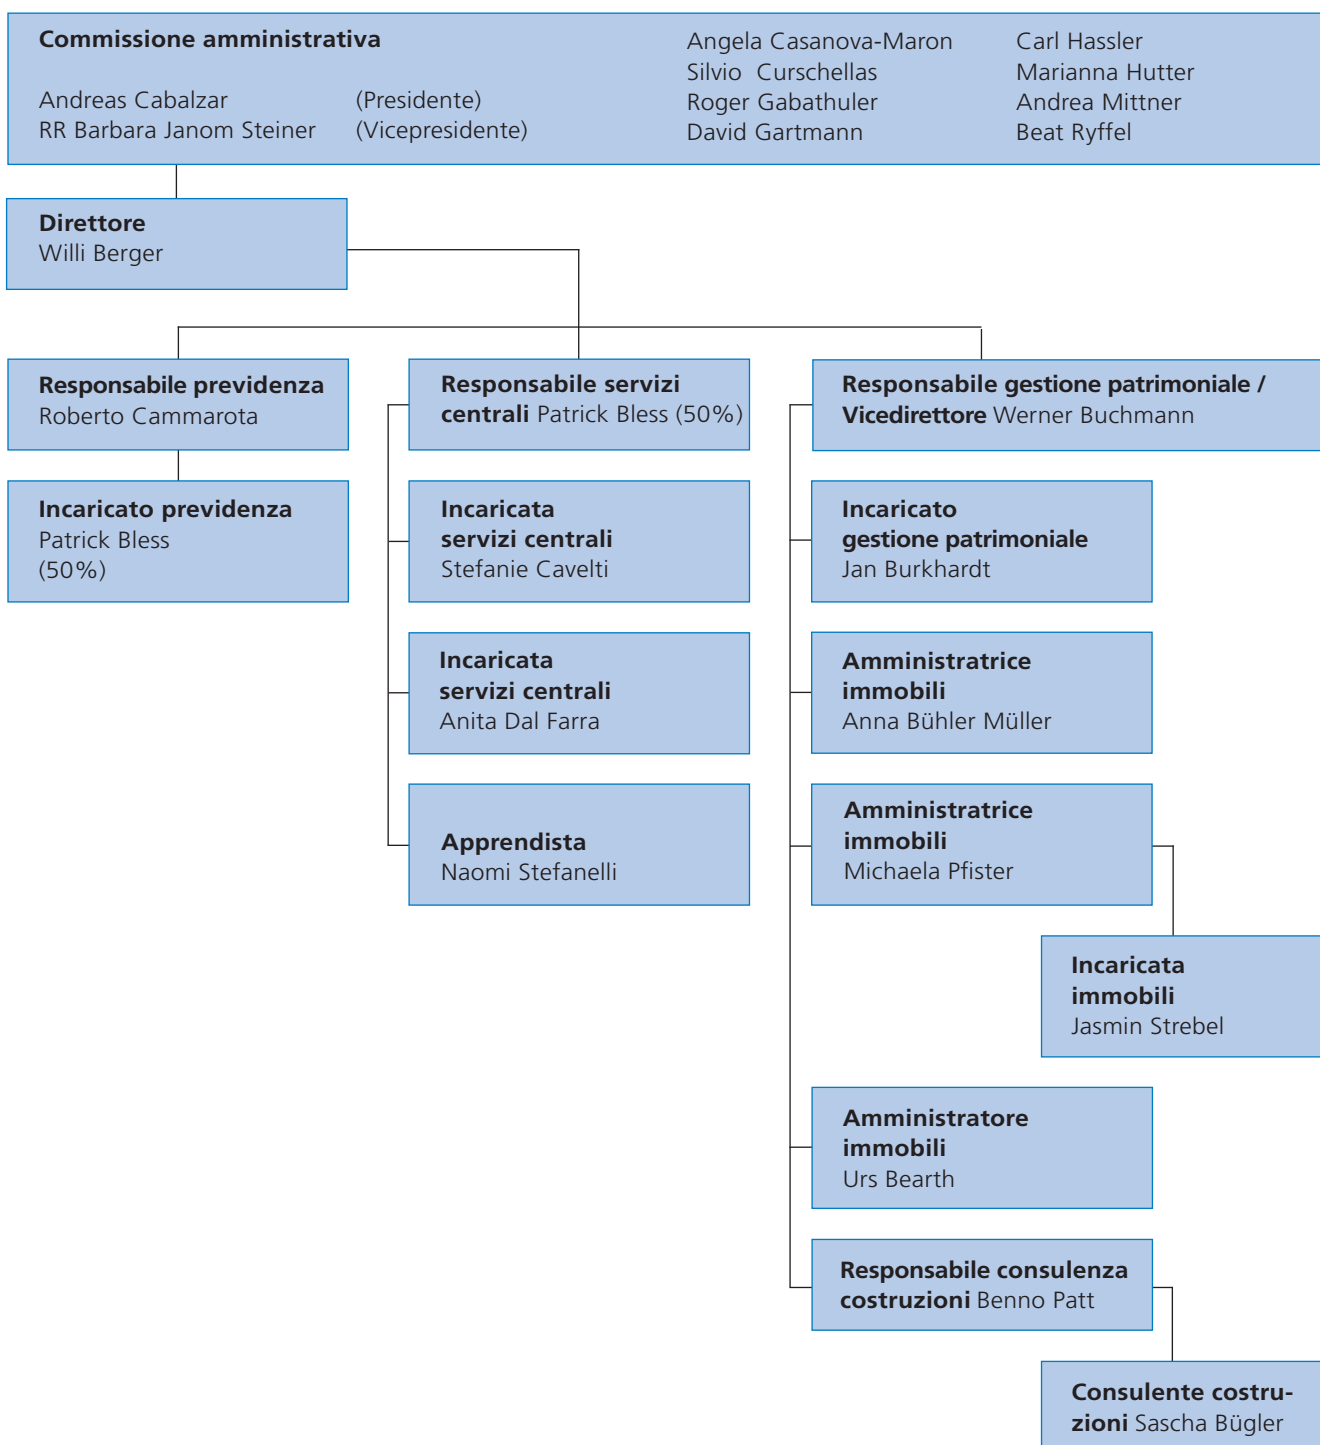 Commissione amministrativa
Andreas Cabalzar (Presidente)
RR Barbara Janom Steiner (Vicepresidente)
Angela Casanova-Maron
Silvio Curschellas
Roger Gabathuler
David Gartmann
Carl Hassler
Marianna Hutter
Andrea Mittner
Beat Ryffel
Direttore
Willi Berger
Responsabile previdenza
Roberto Cammarota
Incaricato previdenza
Patrick Bless
(50%)
Responsabile servizi
centrali Patrick Bless (50%)
Incaricata
servizi centrali
Stefanie Cavelti
Incaricata
servizi centrali
Anita Dal Farra
Apprendista
Naomi Stefanelli
Responsabile gestione patrimoniale /
Vicedirettore Werner Buchmann
Incaricato
gestione patrimoniale
Jan Burkhardt
Amministratrice
immobili
Anna Bühler Müller
Amministratrice
immobili
Michaela Pfister
Incaricata
immobili
Jasmin Strebel
Amministratore
immobili
Urs Bearth
Responsabile consulenza
costruzioni Benno Patt
Consulente costru-
zioni Sascha Bügler